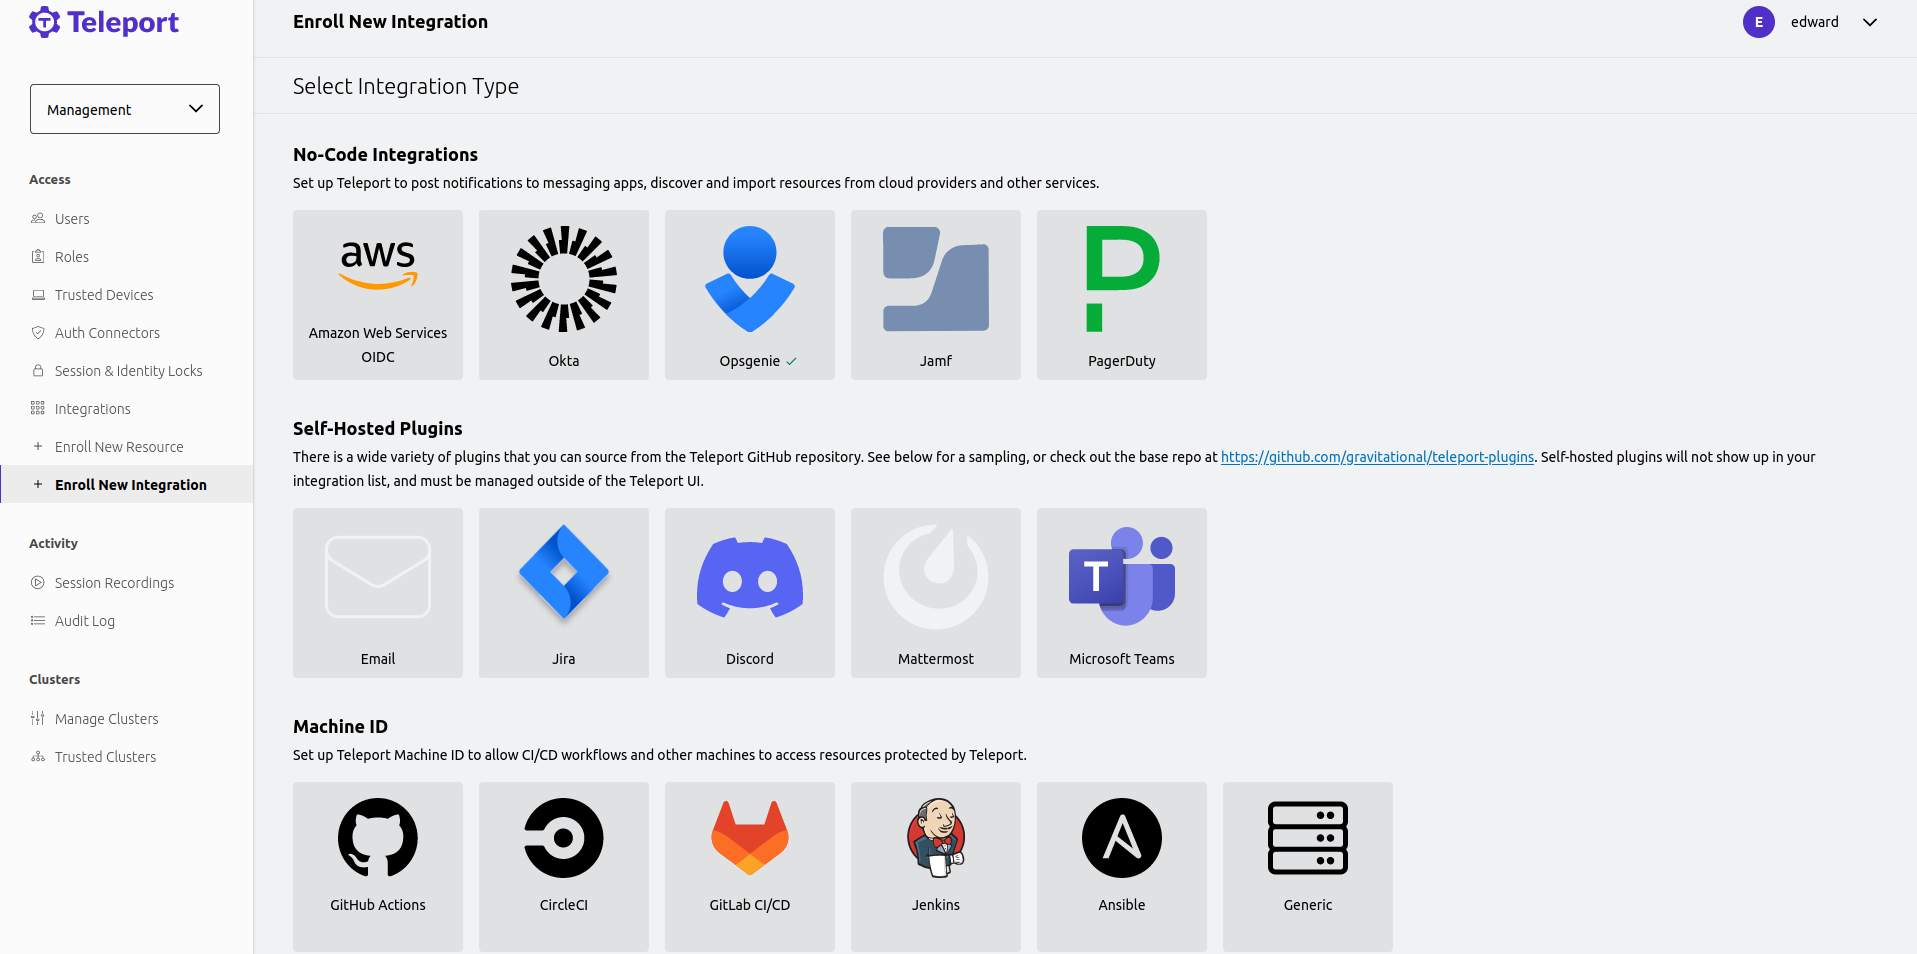 Teleport
Enroll New Integration
E
edward
Management
Select Integration Type
Access
Users
Roles
Trusted Devices
Auth Connectors
Session & Identity Locks
Integrations
Enroll New Resource
Enroll New Integration
Activity
Session Recordings
Audit Log
Clusters
Manage Clusters
Trusted Clusters
No-Code Integrations
Set up Teleport to post notifications to messaging apps, discover and import resources from cloud providers and other services.
aws
Amazon Web Services
OIDC
Okta
Opsgenie
Jamf
PagerDuty
Self-Hosted Plugins
There is a wide variety of plugins that you can source from the Teleport GitHub repository. See below for a sampling, or check out the base repo at https://github.com/gravitational/teleport-plugins. Self-hosted plugins will not show up in your
integration list, and must be managed outside of the Teleport UI.
Email
Jira
Discord
Mattermost
T
Microsoft Teams
Machine ID
Set up Teleport Machine ID to allow CI/CD workflows and other machines to access resources protected by Teleport.
GitHub Actions
CircleCI
GitLab CI/CD
Jenkins
Ansible
Generic